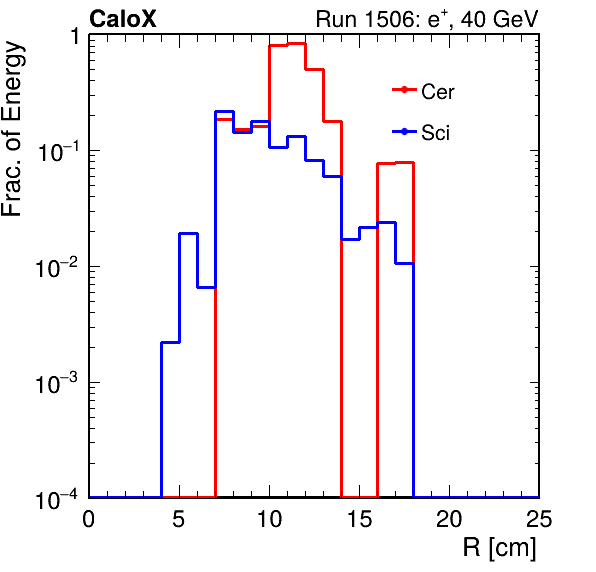 CaloX Run 1506: e⁺, 40 GeV
Frac. of Energy
1
10⁻¹
10⁻²
10⁻³
10⁻⁴
Cer
Sci
0 5 10 15 20 25
R [cm]